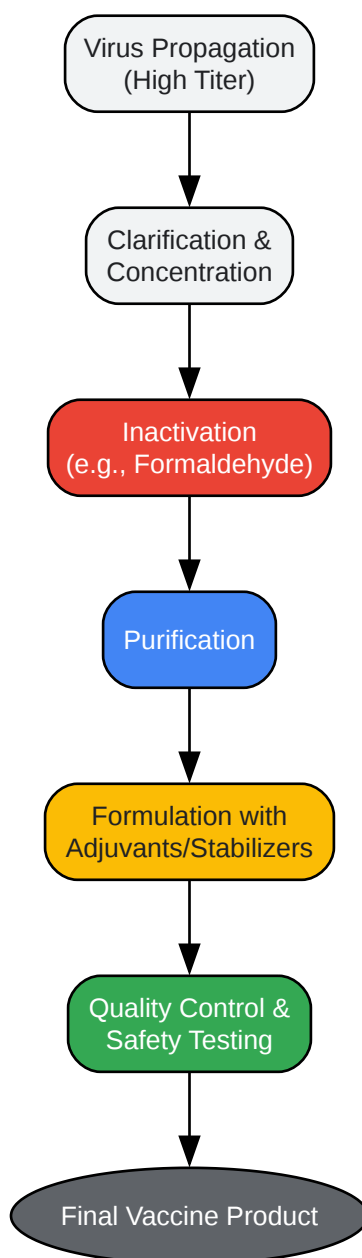 Virus Propagation
(High Titer)
Clarification &
Concentration
Inactivation
(e.g., Formaldehyde)
Purification
Formulation with
Adjuvants/Stabilizers
Quality Control &
Safety Testing
Final Vaccine Product